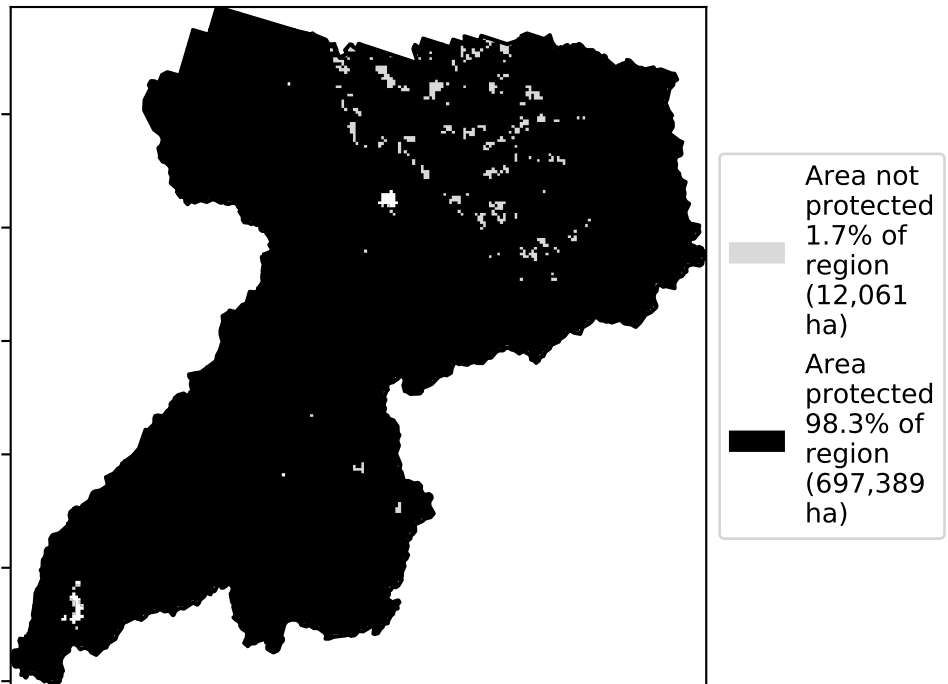 Area not
protected
1.7% of
region
(12,061
ha)
Area
protected
98.3% of
region
(697,389
ha)